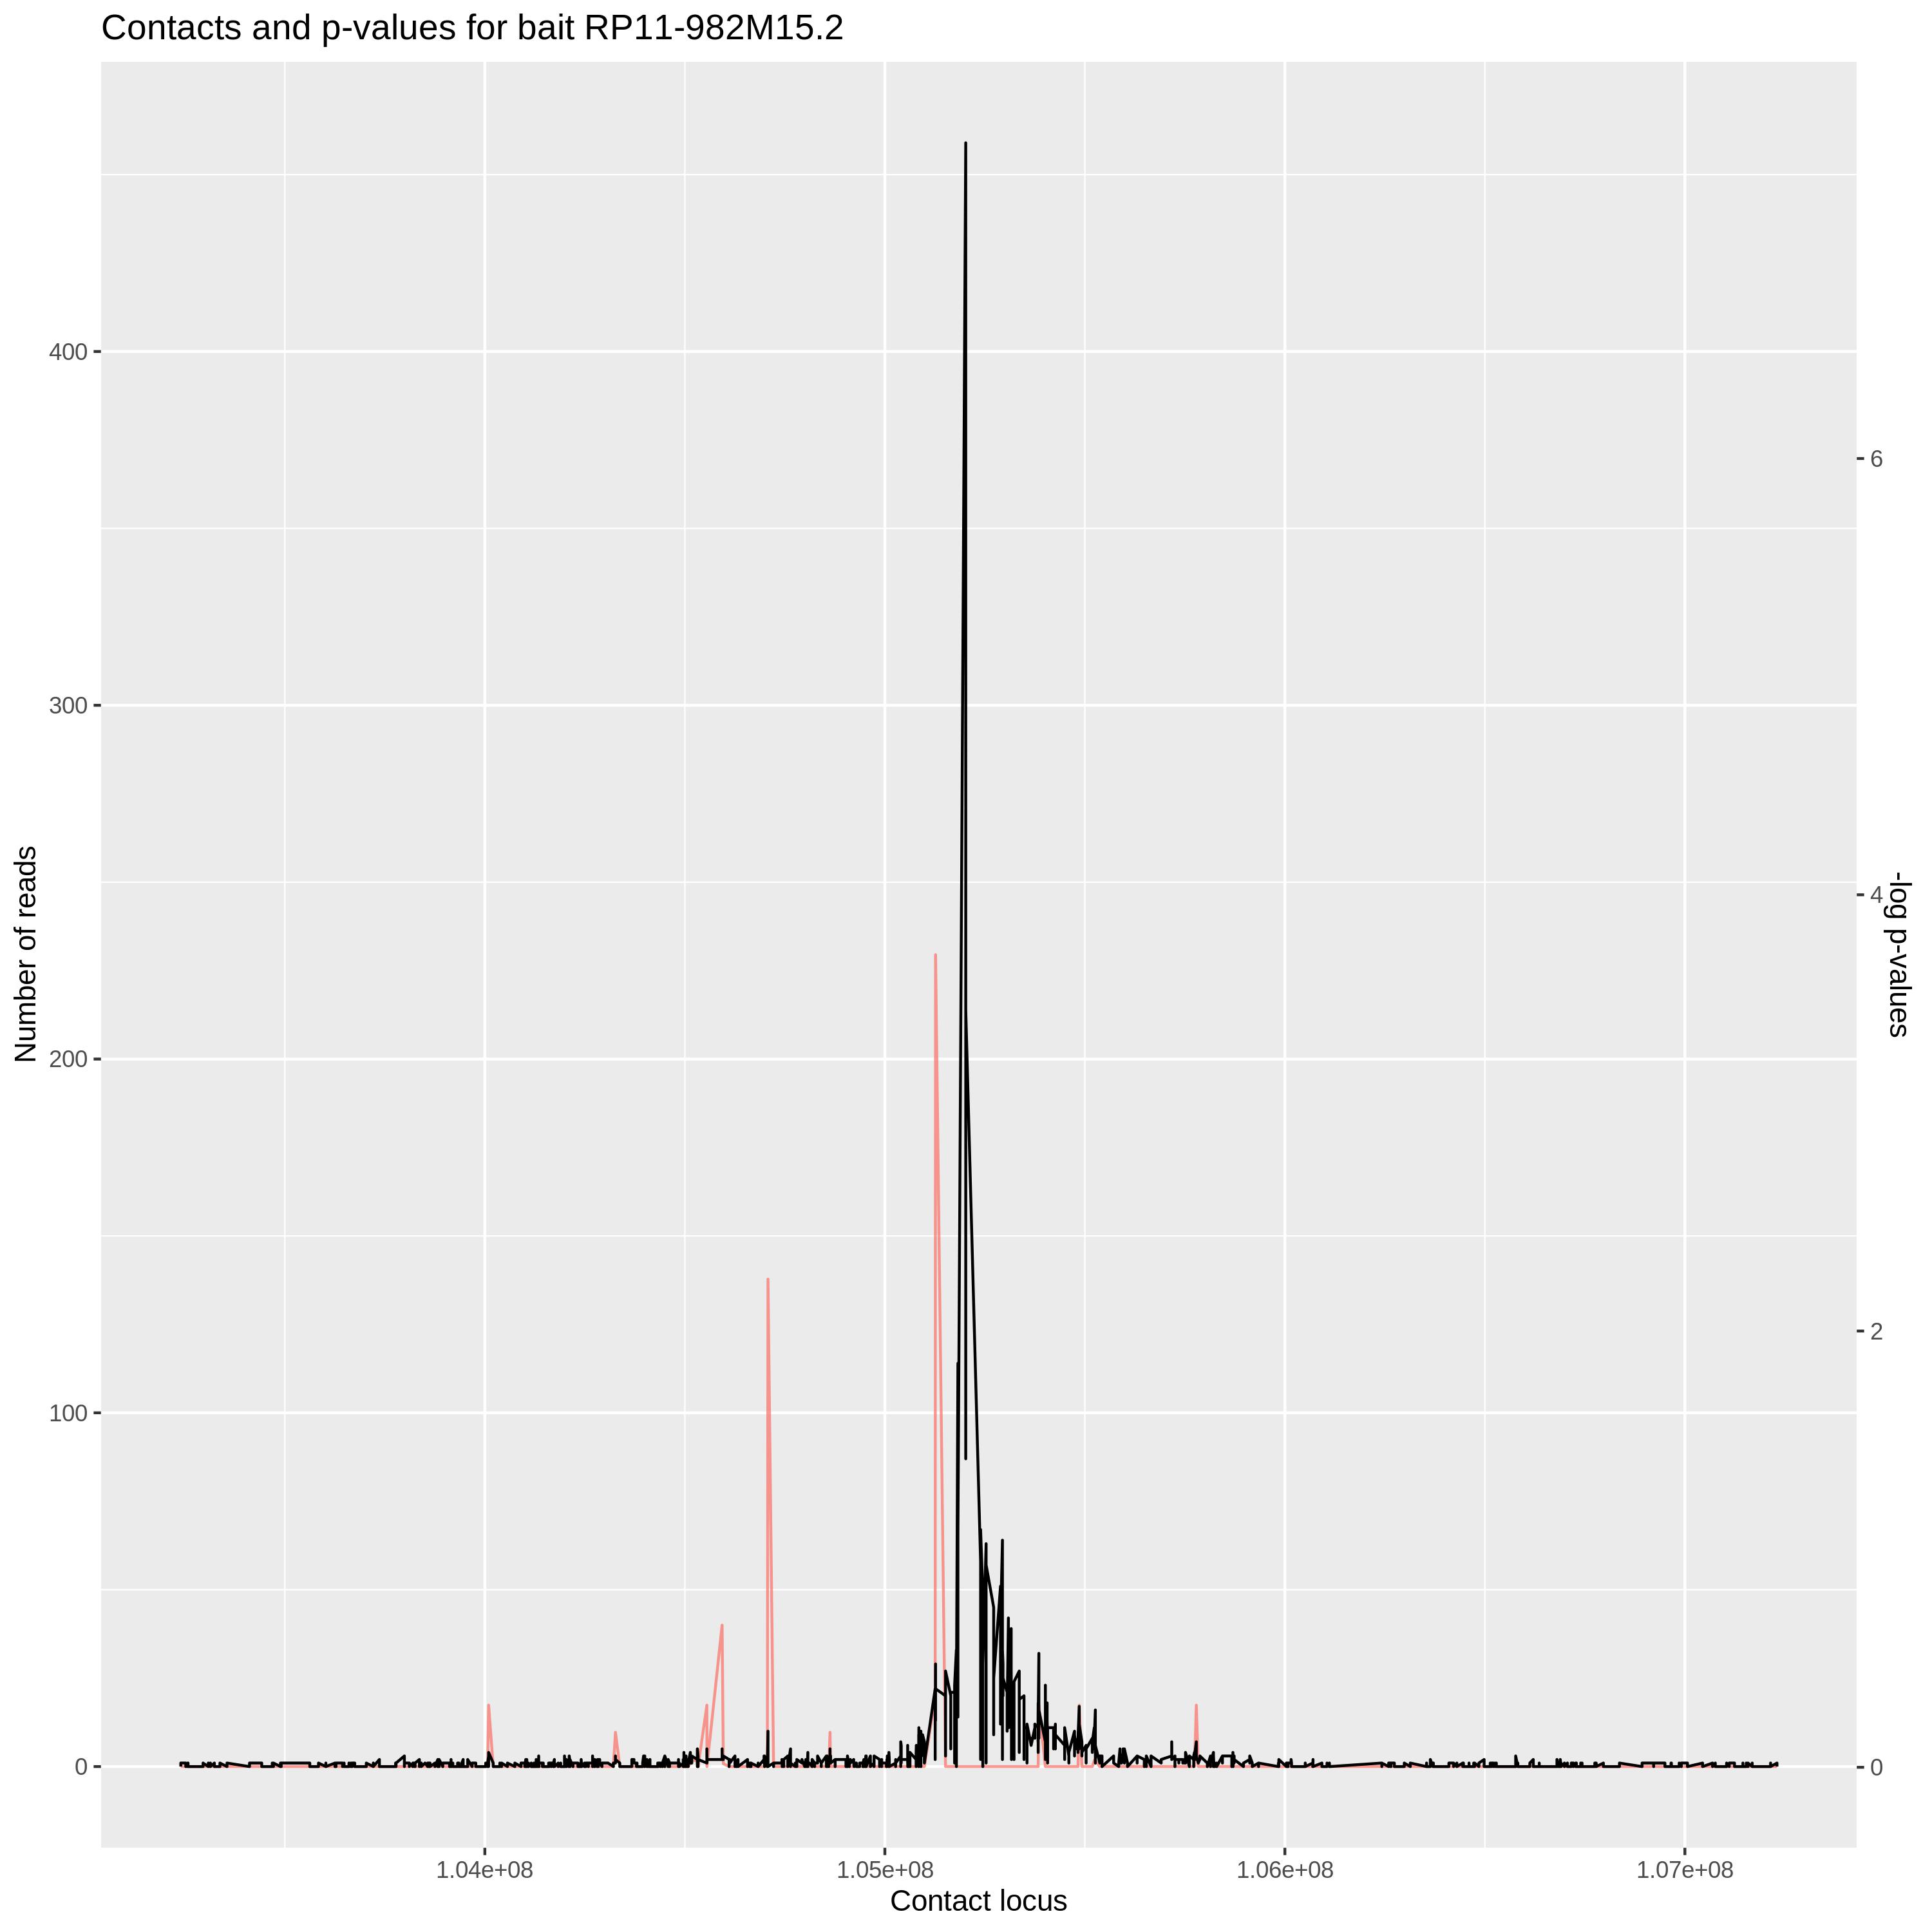 Contacts and p-values for bait RP11-982M15.2
400
300
200
100
0
Number of reads
6
4
2
0
-log p-values
1.04e+08
1.05e+08
1.06e+08
1.07e+08
Contact locus